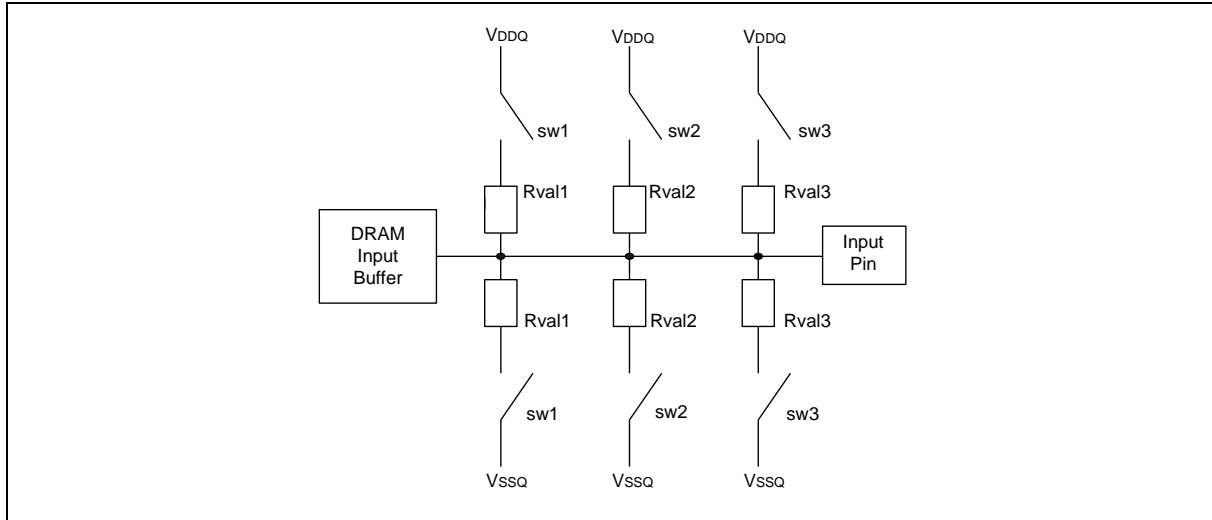 VDDQ VDDQ VDDQ
sw1 sw2 sw3
Rval1 Rval2 Rval3
DRAM
Input
Buffer
Input
Pin
Rval1 Rval2 Rval3
sw1 sw2 sw3
VSSQ VSSQ VSSQ